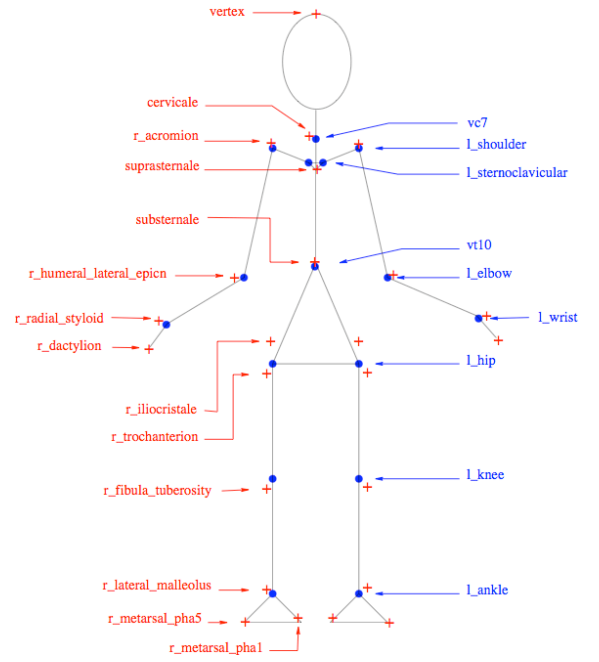 vertex
cervicale
vc7
r_acromion
l_shoulder
suprasternale
l_sternoclavicular
substernale
vt10
r_humeral_lateral_epicn
l_elbow
r_radial_styloid
l_wrist
r_dactylion
l_hip
r_iliocristale
r_trochanterion
l_knee
r_fibula_tuberosity
r_lateral_malleolus
l_ankle
r_metarsal_pha5
r_metarsal_pha1